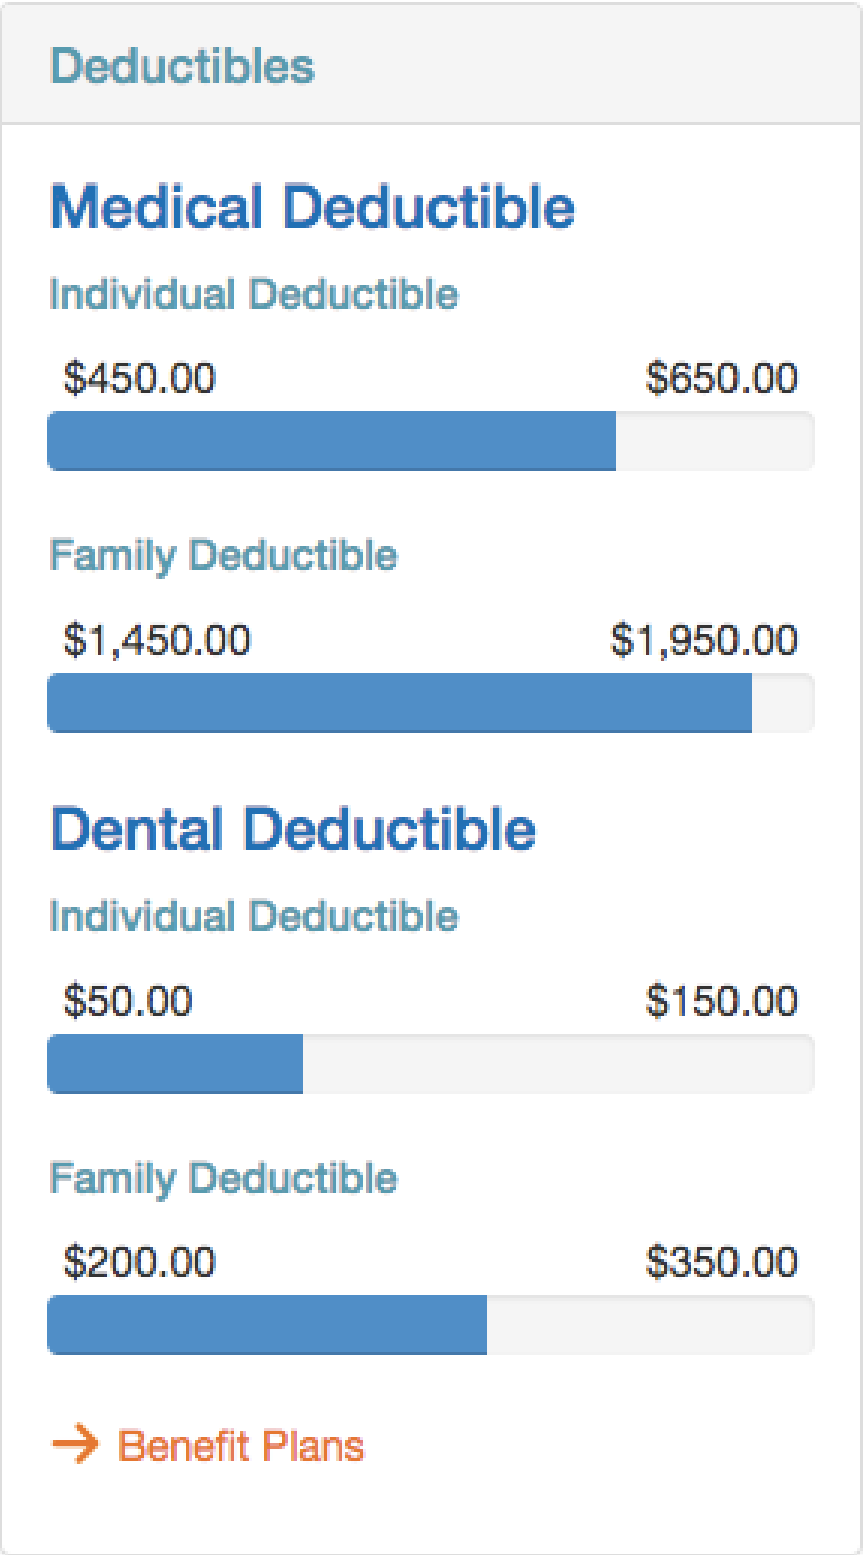 Deductibles
Medical Deductible
Individual Deductible
$450.00 $650.00
Family Deductible
$1,450.00 $1,950.00
Dental Deductible
Individual Deductible
$50.00 $150.00
Family Deductible
$200.00 $350.00
Benefit Plans